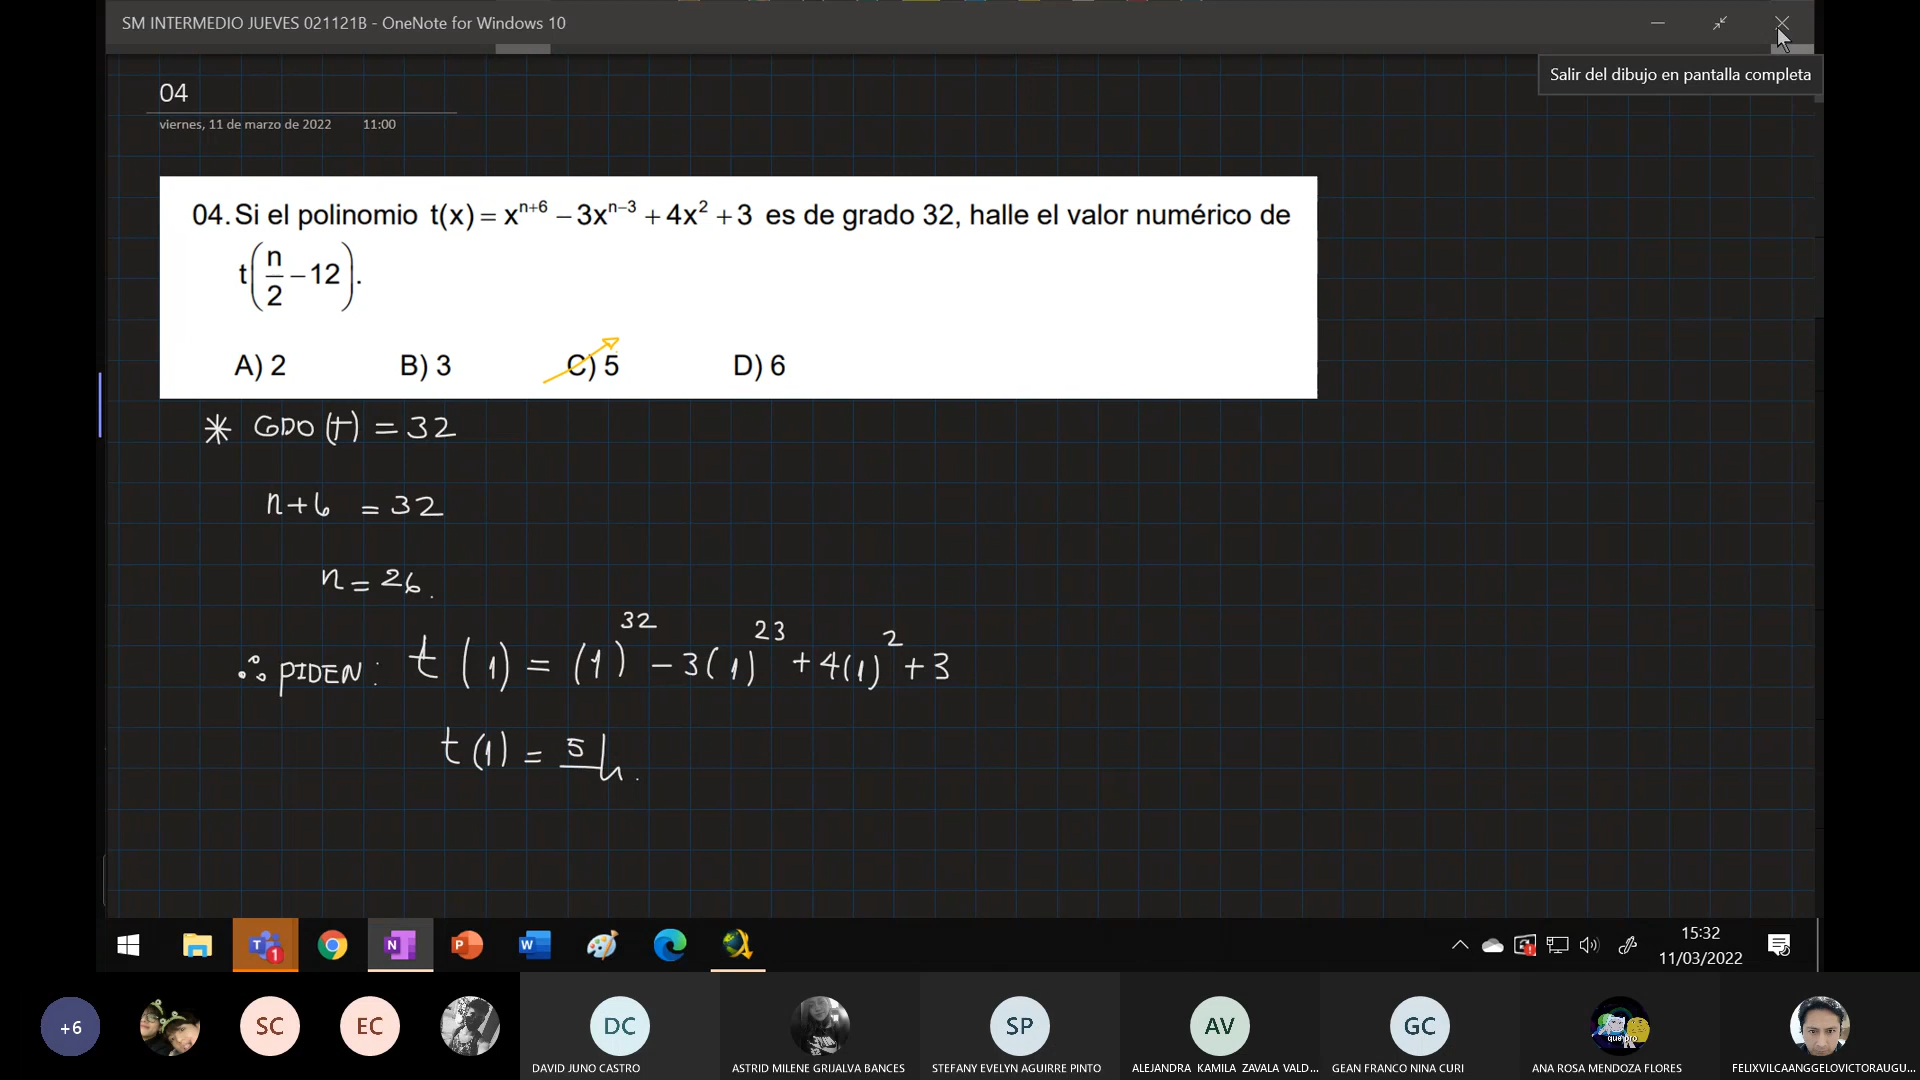 SM INTERMEDIO JUEVES 021121B - OneNote for Windows 10
Salir del dibujo en pantalla completa
04
viernes, 11 de marzo de 2022 11:00
04. Si el polinomio t(x) = x^(n+6) − 3x^(n−3) + 4x² + 3 es de grado 32, halle el valor numérico de
t(n/2 − 12).
A) 2 B) 3 C) 5 D) 6
* GDO (t) = 32
n+6 = 32
n = 26.
∴ PIDEN: t (1) = (1)^32 − 3(1)^23 + 4(1)^2 + 3
t(1) = 5
15:32
11/03/2022
+6
SC
EC
DC
SP
AV
GC
que pro
DAVID JUNO CASTRO
ASTRID MILENE GRIJALVA BANCES
STEFANY EVELYN AGUIRRE PINTO
ALEJANDRA KAMILA ZAVALA VALD...
GEAN FRANCO NINA CURI
ANA ROSA MENDOZA FLORES
FELIXVILCAANGGELOVICTORAUGU...